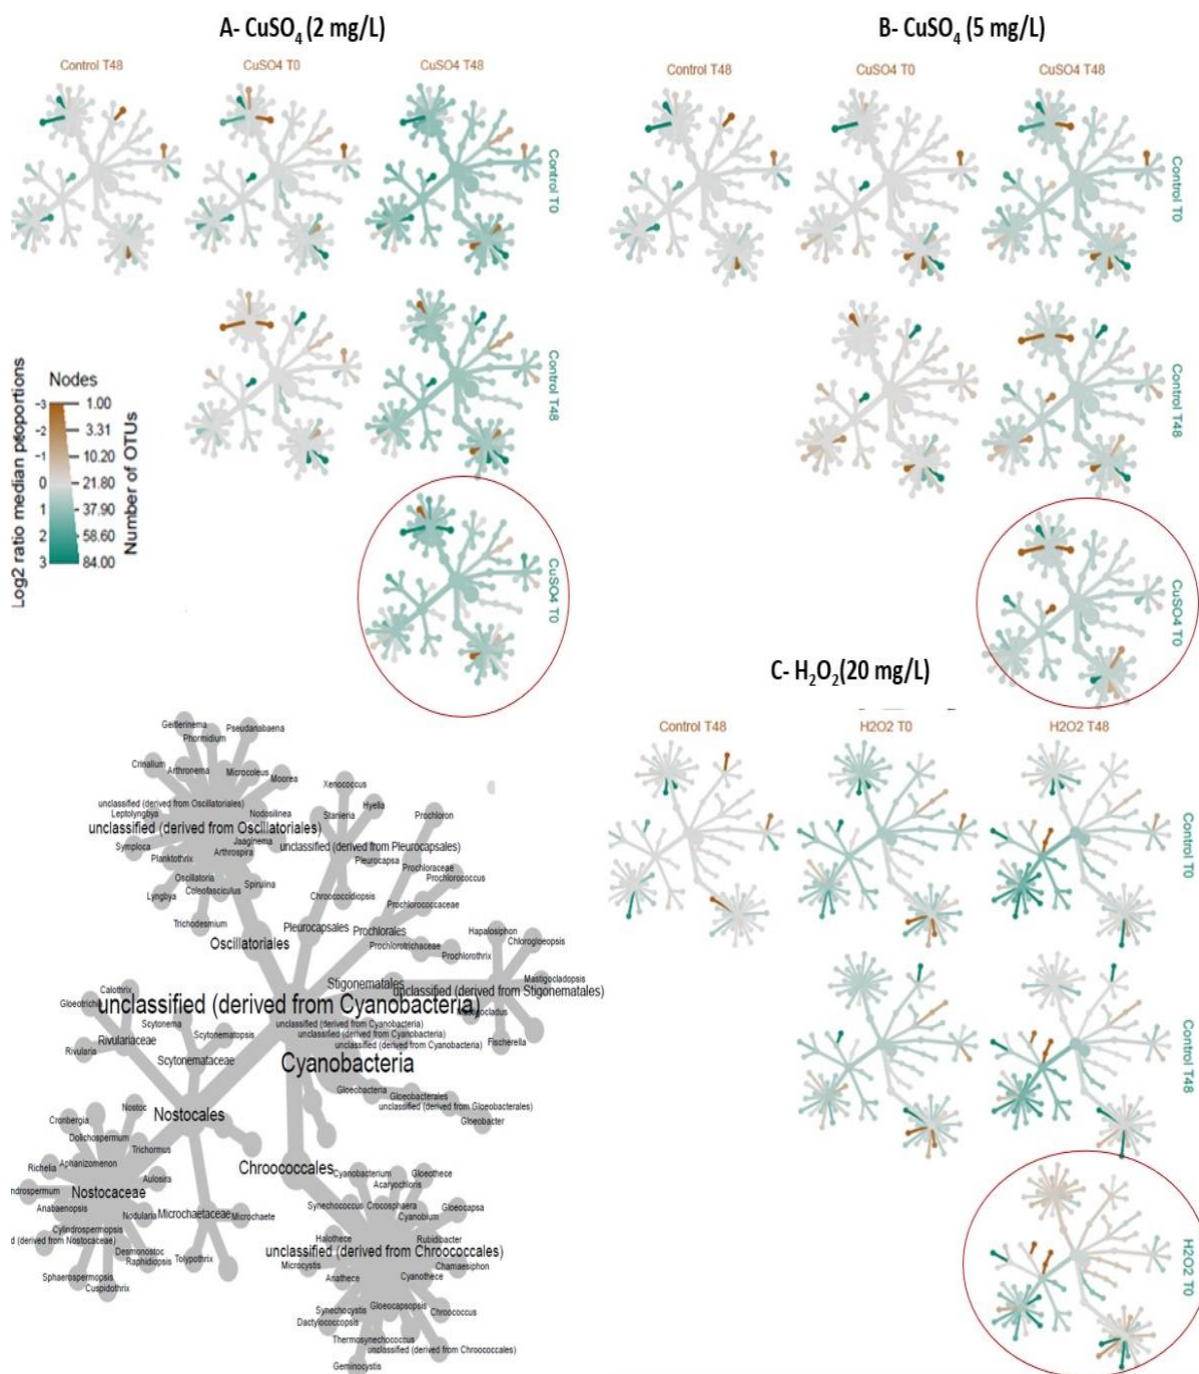 A- CuSO4 (2 mg/L)
B- CuSO4 (5 mg/L)
Control T48
CuSO4 T0
CuSO4 T48
Control T48
CuSO4 T0
CuSO4 T48
Control T0
Control T0
Control T48
Control T48
Log2 ratio median proportions
Nodes
Number of OTUs
-3 1.00
-2 3.31
-1 10.20
0 21.80
1 37.90
2 58.60
3 84.00
CuSO4 T0
CuSO4 T0
C- H2O2(20 mg/L)
Control T48
H2O2 T0
H2O2 T48
Control T0
Control T48
H2O2 T0
Geitlerinema
Pseudanabaena
Phormidium
Crinalium
Arthronema
Microcoleus
Moorea
Xenococcus
unclassified (derived from Oscillatoriales)
Leptolyngbya
Nodosilinea
Stanieria
Hyella
Prochloron
unclassified (derived from Oscillatoriales)
Symploca
Jaaginema
Arthrospira
unclassified (derived from Pleurocapsales)
Planktothrix
Pleurocapsa
Prochloraceae
Oscillatoria
Coleofasciculus
Spirulina
Prochlorococcus
Lyngbya
Chroococcidiopsis
Prochlorococcaceae
Trichodesmium
Pleurocapsales
Prochlorales
Hapalosiphon
Chlorogloeopsis
Oscillatoriales
Prochlorotrichaceae
Prochlorothrix
Stigonematales
Mastigocladopsis
Calothrix
unclassified (derived from Stigonematales)
Gloeotrichia
unclassified (derived from Cyanobacteria)
Mastigocladus
Scytonema
unclassified (derived from Cyanobacteria)
Rivulariaceae
Scytonematopsis
unclassified (derived from Cyanobacteria)
unclassified (derived from Cyanobacteria)
Fischerella
Rivularia
Scytonemataceae
Cyanobacteria
Gloeobacteria
Gloeobacterales
Nostoc
Nostocales
unclassified (derived from Gloeobacterales)
Cronbergia
Gloeobacter
Dolichospermum
Trichormus
Richelia
Aphanizomenon
Chroococcales
Cyanobacterium
Gloeothece
Aulosira
Acaryochloris
ndrospermum
Nostocaceae
Synechococcus
Crocosphaera
Gloeocapsa
Anabaenopsis
Nodularia
Microchaetaceae
Microchaete
Cyanobium
Cylindrospermopsis
Halothece
Rubidibacter
d (derived from Nostocaceae)
Desmonostoc
unclassified (derived from Chroococcales)
Raphidiopsis
Tolypothrix
Microcystis
Chamaesiphon
Sphaerospermopsis
Anathece
Cyanothece
Cuspidothrix
Synechocystis
Gloeocapsopsis
Chroococcus
Dactylococcopsis
Thermosynechococcus
unclassified (derived from Chroococcales)
Geminocystis